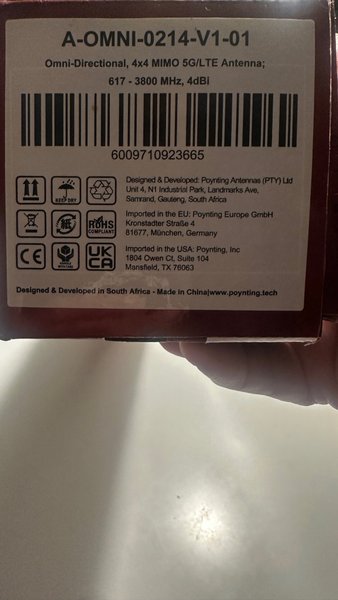 A-OMNI-0214-V1-01
Omni-Directional, 4x4 MIMO 5G/LTE Antenna;
617 - 3800 MHz, 4dBi
6009710923665
KEEP DRY
Designed & Developed: Poynting Antennas (PTY) Ltd
Unit 4, N1 Industrial Park, Landmarks Ave,
Samrand, Gauteng, South Africa
RoHS
COMPLIANT
Imported in the EU: Poynting Europe GmbH
Kronstadter Straße 4
81677, München, Germany
CE
HANDLE
WITH CARE
UK
CA
Imported in the USA: Poynting, Inc
1804 Owen Ct, Suite 104
Mansfield, TX 76063
Designed & Developed in South Africa - Made in China|www.poynting.tech